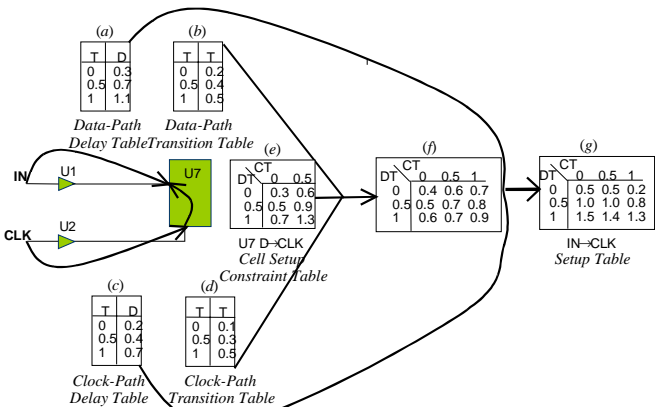 (a)
T D
0 0.3
0.5 0.7
1 1.1
Data-Path
Delay Table
(b)
T T
0 0.2
0.5 0.4
1 0.5
Data-Path
Transition Table
IN
U1
U7
CLK
U2
(e)
CT
DT 0 0.5
0 0.3 0.6
0.5 0.5 0.9
1 0.7 1.3
U7 D→CLK
Cell Setup
Constraint Table
(f)
CT
DT 0 0.5 1
0 0.4 0.6 0.7
0.5 0.5 0.7 0.8
1 0.6 0.7 0.9
(g)
CT
DT 0 0.5 1
0 0.5 0.5 0.2
0.5 1.0 1.0 0.8
1 1.5 1.4 1.3
IN→CLK
Setup Table
(c)
T D
0 0.2
0.5 0.4
1 0.7
Clock-Path
Delay Table
(d)
T T
0 0.1
0.5 0.3
1 0.5
Clock-Path
Transition Table